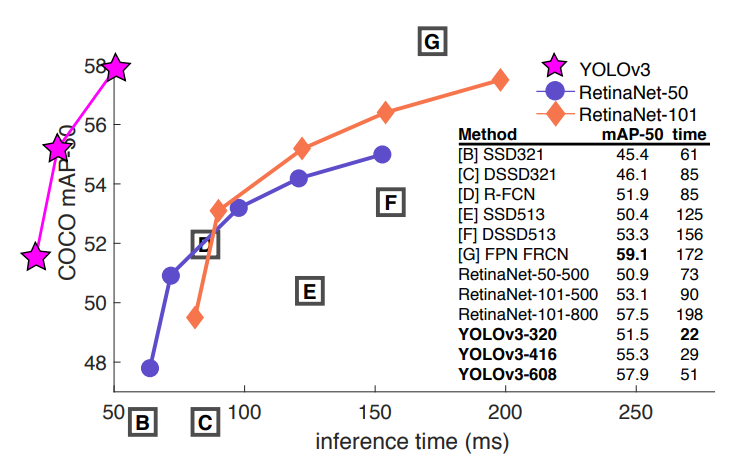 G
58
YOLOv3
RetinaNet-50
RetinaNet-101
Method mAP-50 time
[B] SSD321 45.4 61
[C] DSSD321 46.1 85
[D] R-FCN 51.9 85
[E] SSD513 50.4 125
[F] DSSD513 53.3 156
[G] FPN FRCN 59.1 172
RetinaNet-50-500 50.9 73
RetinaNet-101-500 53.1 90
RetinaNet-101-800 57.5 198
YOLOv3-320 51.5 22
YOLOv3-416 55.3 29
YOLOv3-608 57.9 51
56
54
52
50
48
COCO mAP-50
D
F
E
B
C
50 100 150 200 250
inference time (ms)